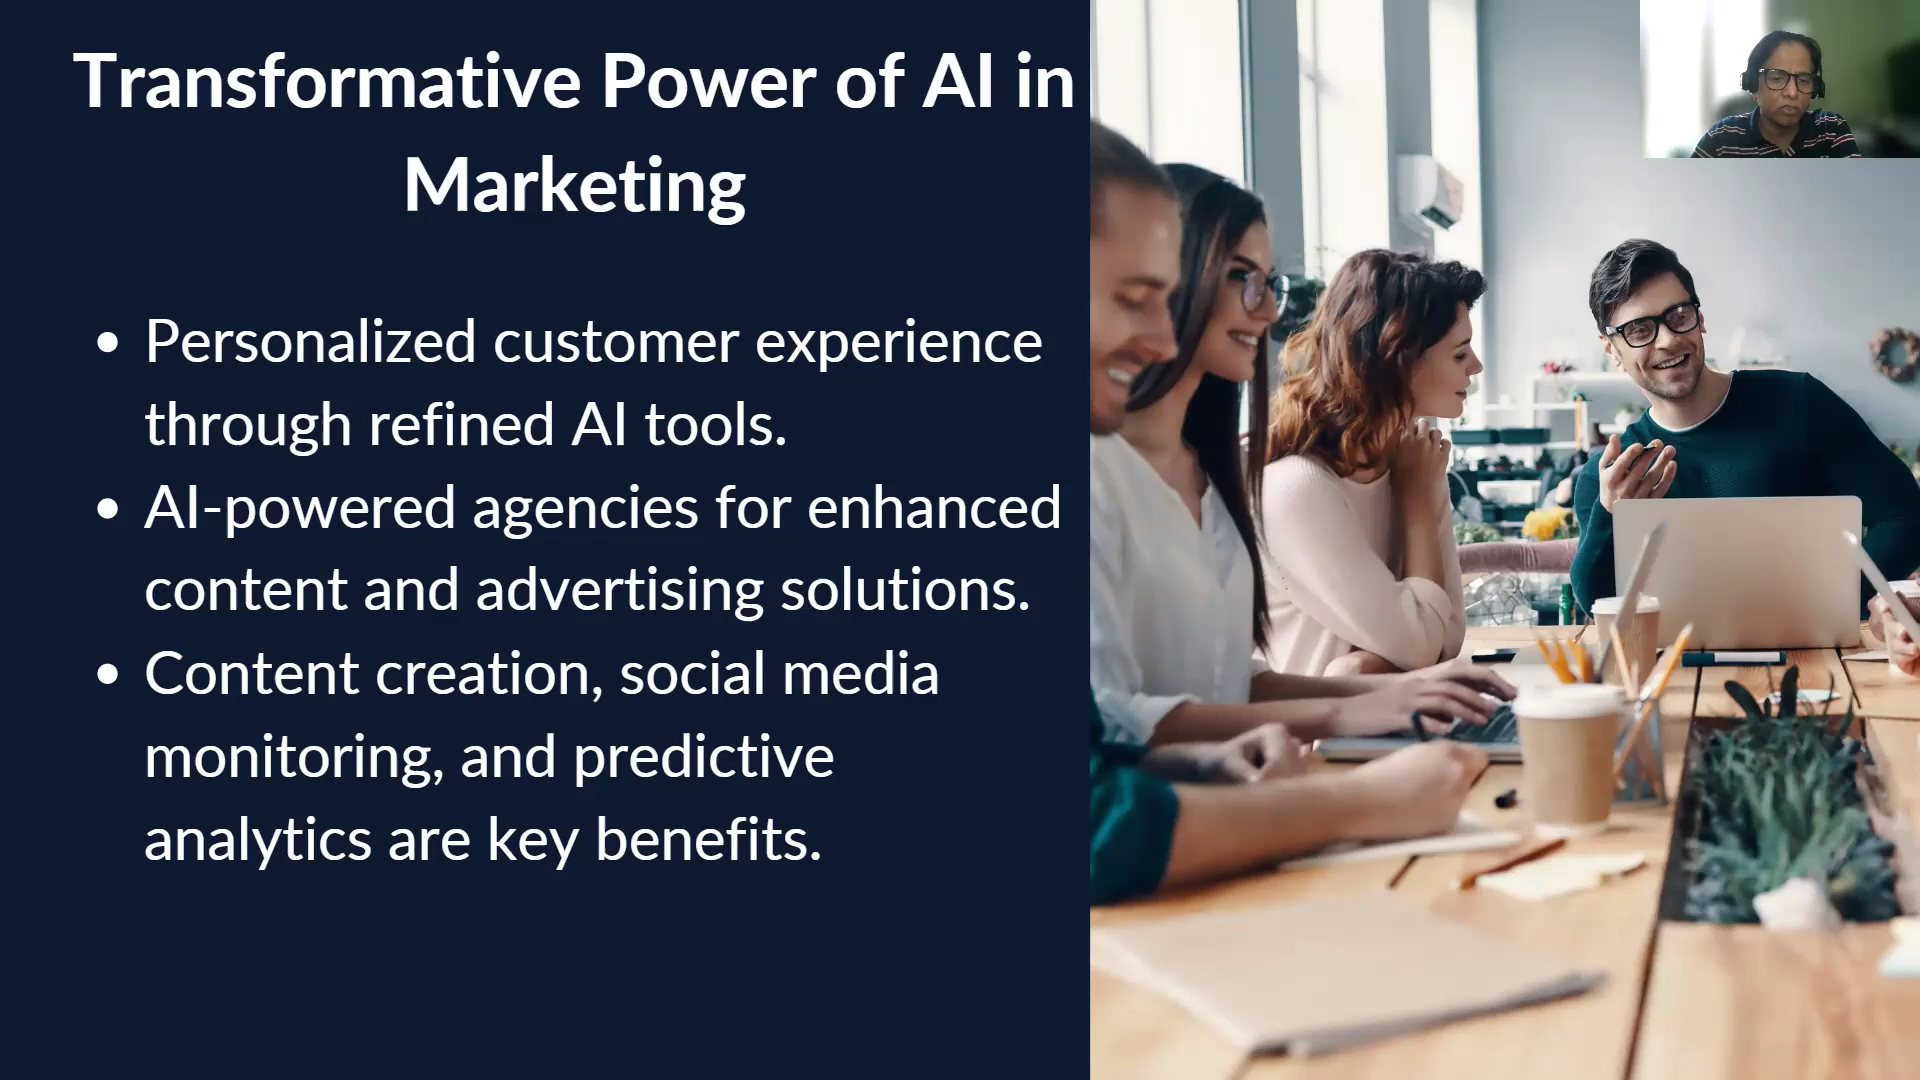 Transformative Power of AI in
Marketing
• Personalized customer experience
through refined AI tools.
• AI-powered agencies for enhanced
content and advertising solutions.
• Content creation, social media
monitoring, and predictive
analytics are key benefits.